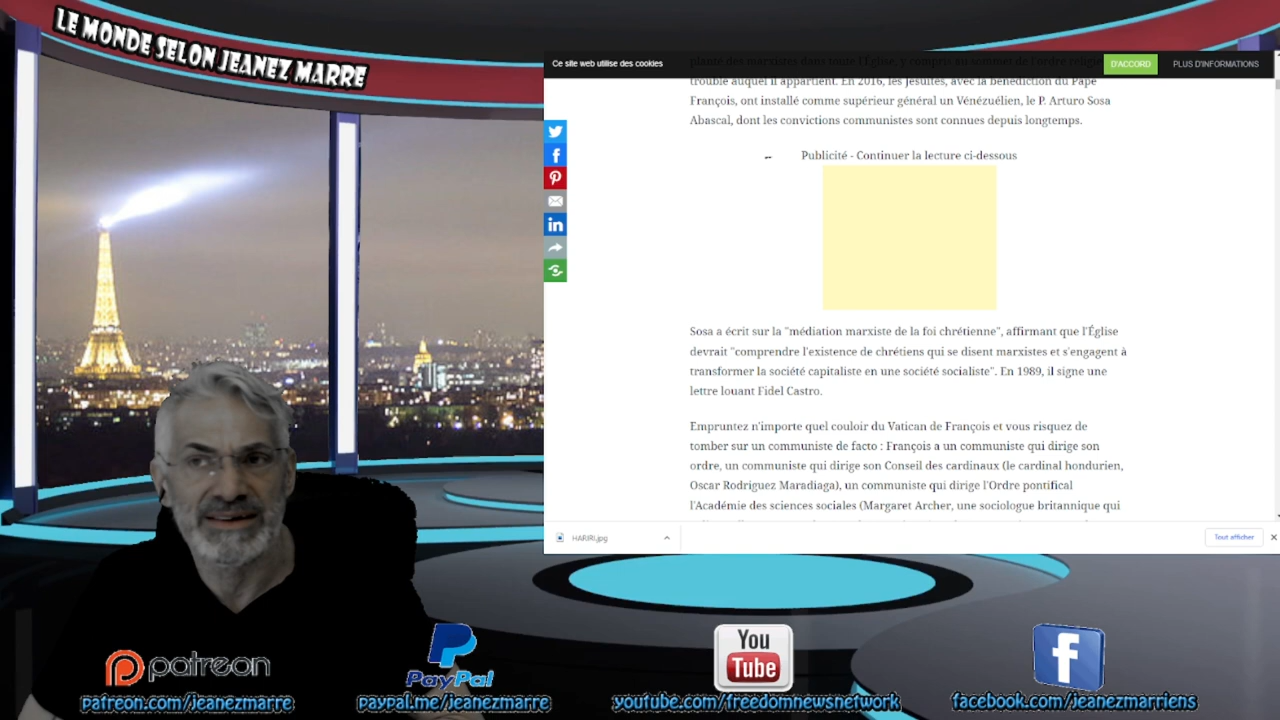 LE MONDE SELON JEANEZ MARRE
Ce site web utilise des cookies
D'ACCORD
PLUS D'INFORMATIONS
trouble auquel il appartient. En 2016, les jésuites, avec la bénédiction du Pape
François, ont installé comme supérieur général un Vénézuélien, le P. Arturo Sosa
Abascal, dont les convictions communistes sont connues depuis longtemps.
Publicité - Continuer la lecture ci-dessous
Sosa a écrit sur la "médiation marxiste de la foi chrétienne", affirmant que l'Église
devrait "comprendre l'existence de chrétiens qui se disent marxistes et s'engagent à
transformer la société capitaliste en une société socialiste". En 1989, il signe une
lettre louant Fidel Castro.
Empruntez n'importe quel couloir du Vatican de François et vous risquez de
tomber sur un communiste de facto : François a un communiste qui dirige son
ordre, un communiste qui dirige son Conseil des cardinaux (le cardinal hondurien,
Oscar Rodriguez Maradiaga), un communiste qui dirige l'Ordre pontifical
l'Académie des sciences sociales (Margaret Archer, une sociologue britannique qui
HARIRI.jpg
Tout afficher
patreon
patreon.com/jeanezmarre
PayPal
paypal.me/jeanezmarre
You
Tube
youtube.com/freedomnewsnetwork
facebook.com/jeanezmarriens